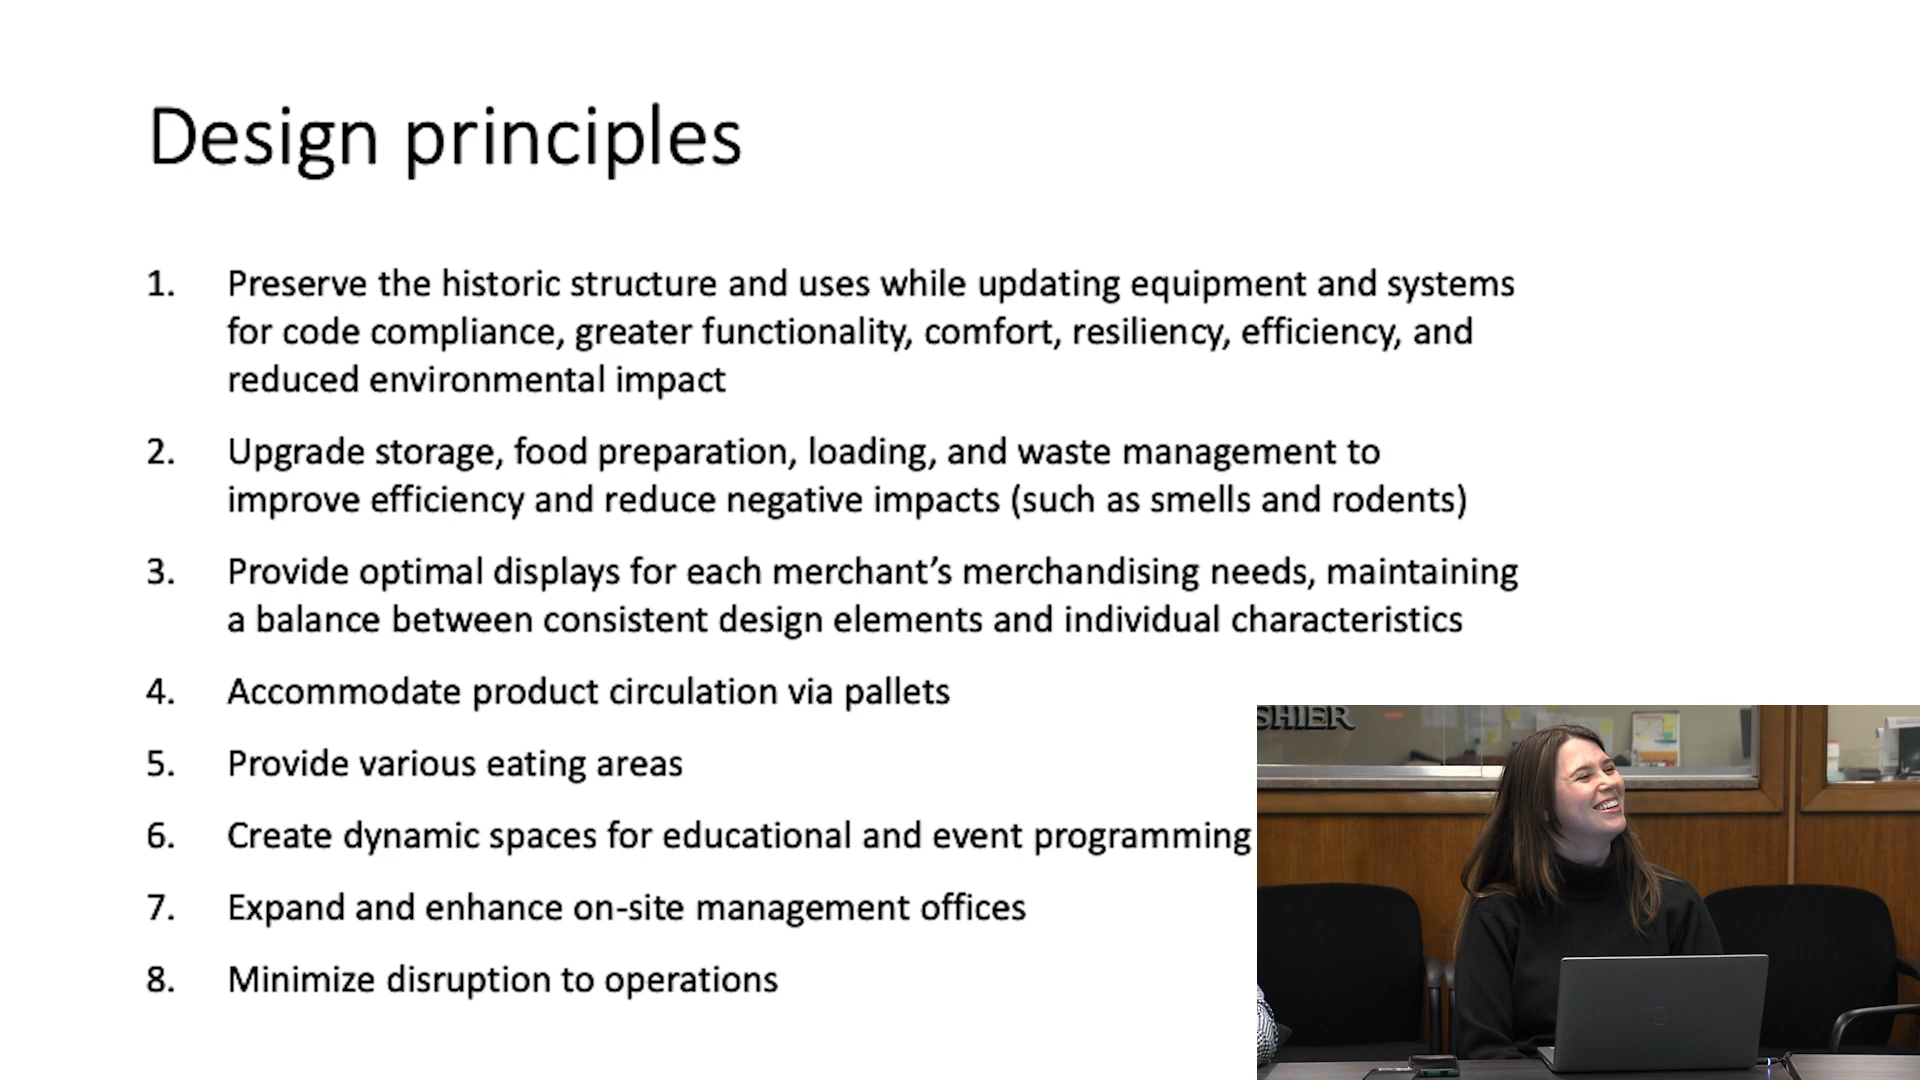 Design principles
1. Preserve the historic structure and uses while updating equipment and systems
for code compliance, greater functionality, comfort, resiliency, efficiency, and
reduced environmental impact
2. Upgrade storage, food preparation, loading, and waste management to
improve efficiency and reduce negative impacts (such as smells and rodents)
3. Provide optimal displays for each merchant’s merchandising needs, maintaining
a balance between consistent design elements and individual characteristics
4. Accommodate product circulation via pallets
5. Provide various eating areas
SHIER
6. Create dynamic spaces for educational and event programming
7. Expand and enhance on-site management offices
8. Minimize disruption to operations